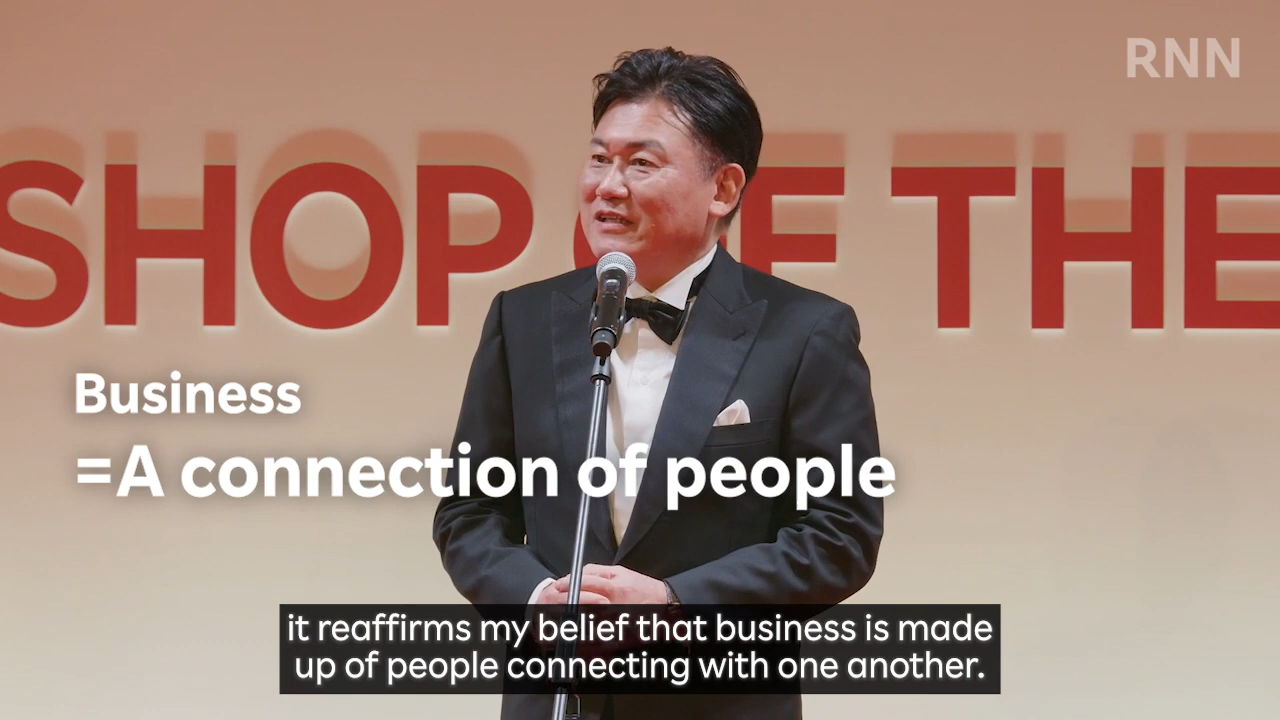 RNN
SHOP OF THE
Business
=A connection of people
it reaffirms my belief that business is made
up of people connecting with one another.